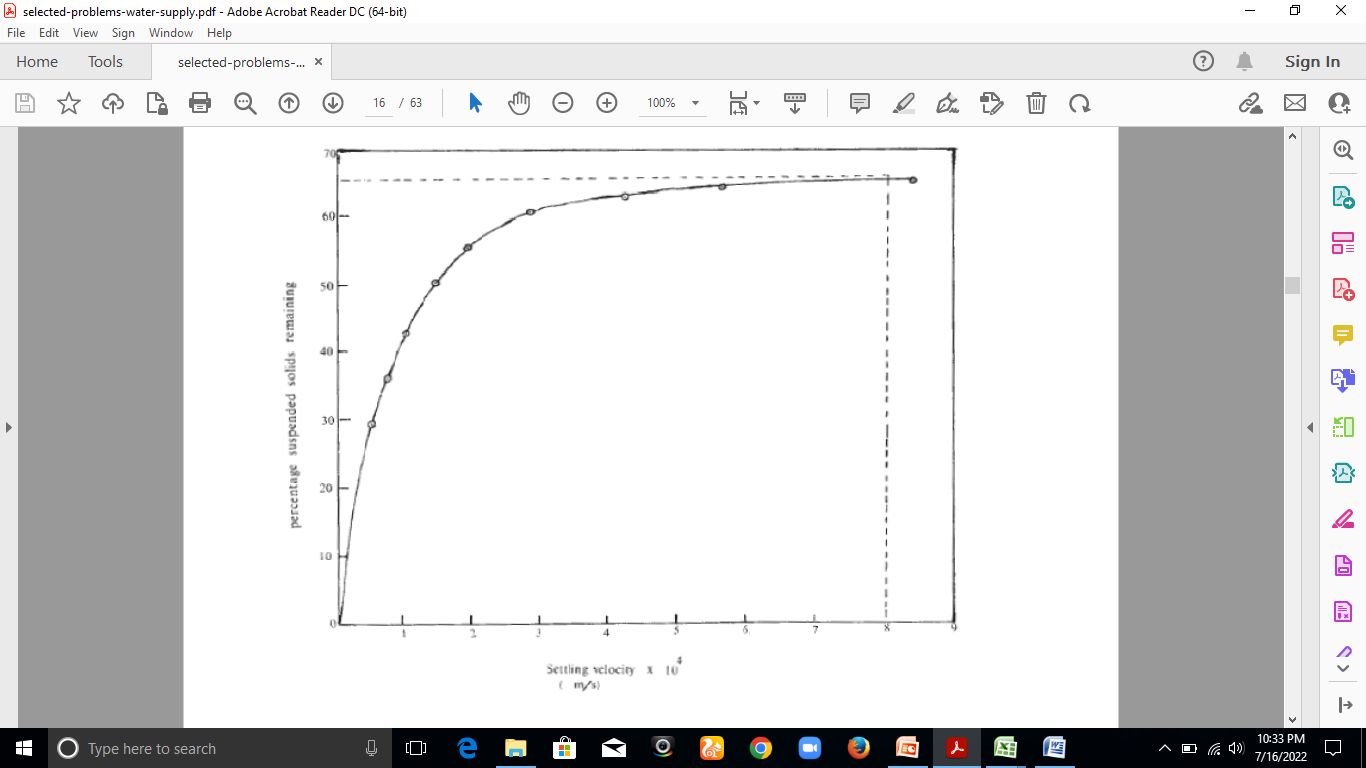 selected-problems-water-supply.pdf - Adobe Acrobat Reader DC (64-bit)
File Edit View Sign Window Help
Home Tools selected-problems-... × Sign In
16 / 63 100%
70
60
50
40
30
20
10
0
percentage suspended solids remaining
1 2 3 4 5 6 7 8 9
Settling velocity x 10^4
( m/s)
Type here to search
10:33 PM
7/16/2022